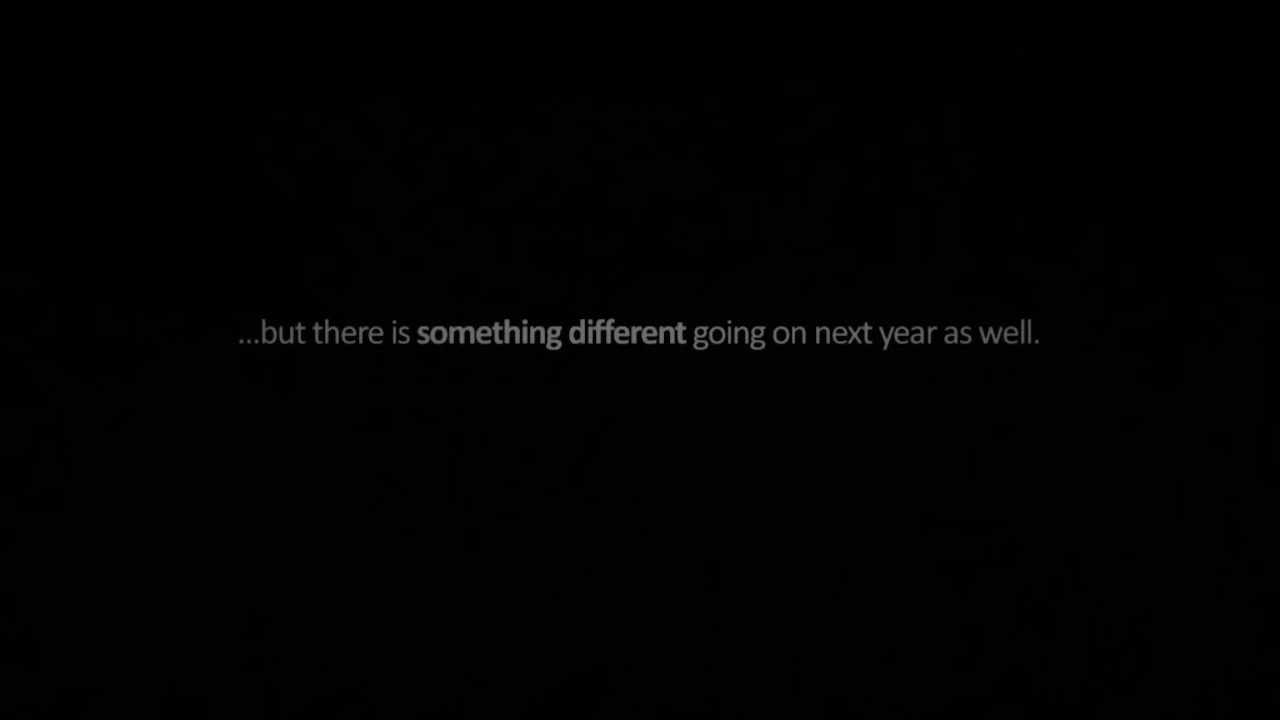 ...but there is something different going on next year as well.